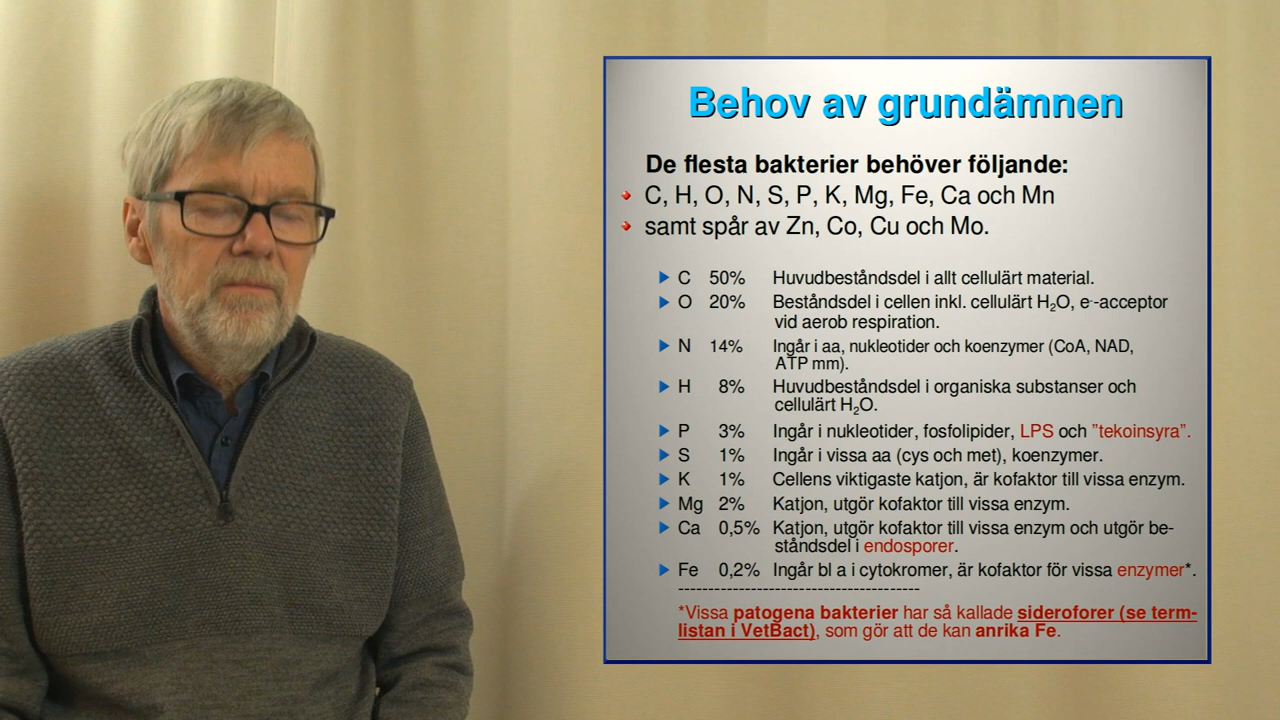 Behov av grundämnen
De flesta bakterier behöver följande:
C, H, O, N, S, P, K, Mg, Fe, Ca och Mn
samt spår av Zn, Co, Cu och Mo.
C 50% Huvudbeståndsdel i allt cellulärt material.
O 20% Beståndsdel i cellen inkl. cellulärt H₂O, e⁻-acceptor
vid aerob respiration.
N 14% Ingår i aa, nukleotider och koenzymer (CoA, NAD,
ATP mm).
H 8% Huvudbeståndsdel i organiska substanser och
cellulärt H₂O.
P 3% Ingår i nukleotider, fosfolipider, LPS och ”tekoinsyra”.
S 1% Ingår i vissa aa (cys och met), koenzymer.
K 1% Cellens viktigaste katjon, är kofaktor till vissa enzym.
Mg 2% Katjon, utgör kofaktor till vissa enzym.
Ca 0,5% Katjon, utgör kofaktor till vissa enzym och utgör be-
ståndsdel i endosporer.
Fe 0,2% Ingår bl a i cytokromer, är kofaktor för vissa enzymer*.
----------------------------------------
*Vissa patogena bakterier har så kallade sideroforer (se term-
listan i VetBact), som gör att de kan anrika Fe.